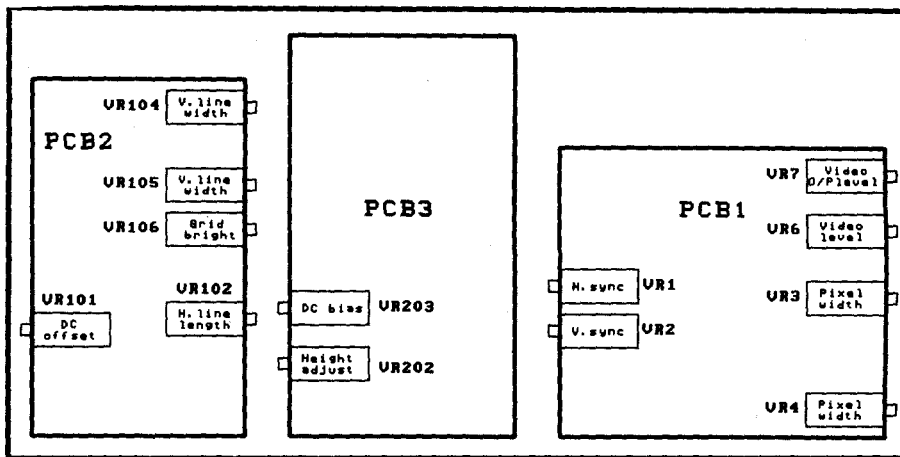 VR104
V.line
width
PCB2
VR105
V.line
width
VR106
Grid
bright
VR101
DC
offset
VR102
H.line
length
PCB3
DC bias
VR203
Height
adjust
VR202
PCB1
VR7
Video
O/Plevel
VR6
Video
level
H.sync
VR1
V.sync
VR2
VR3
Pixel
width
VR4
Pixel
width